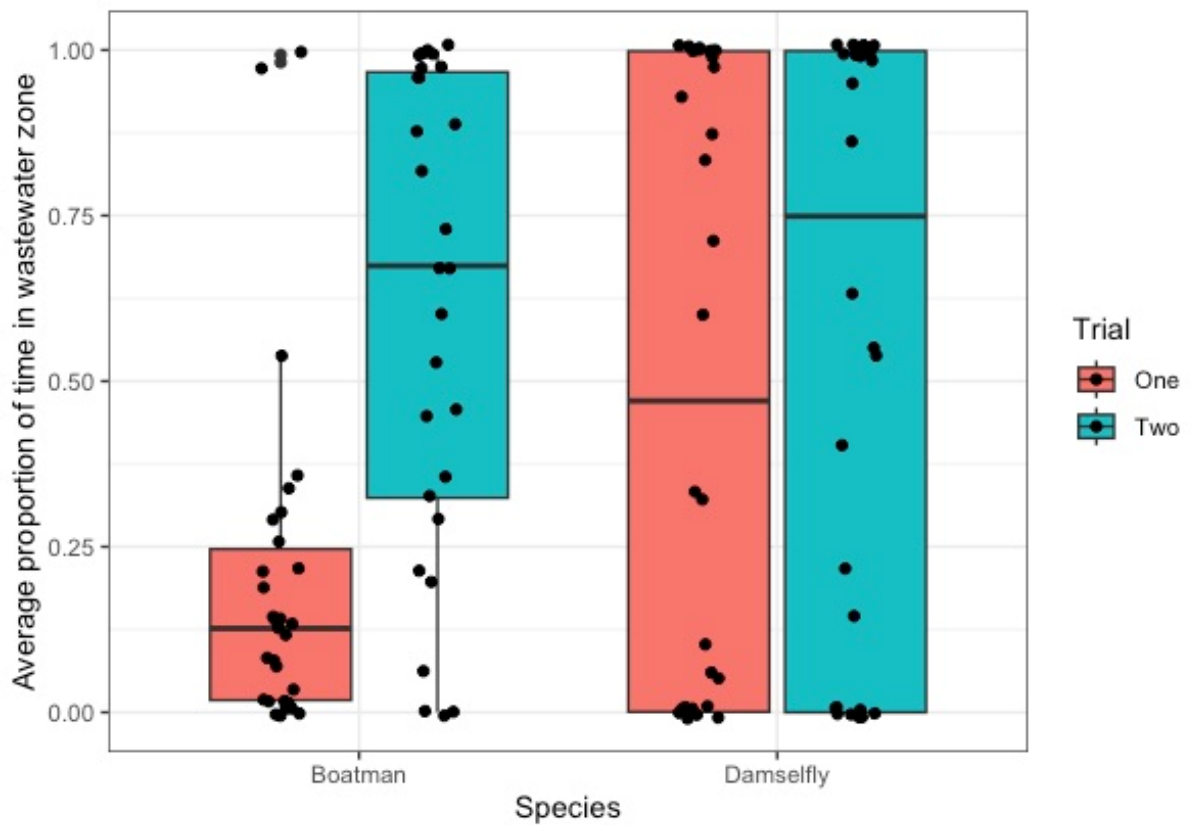 Average proportion of time in wastewater zone
1.00
0.75
0.50
0.25
0.00
Boatman
Damselfly
Species
Trial
One
Two